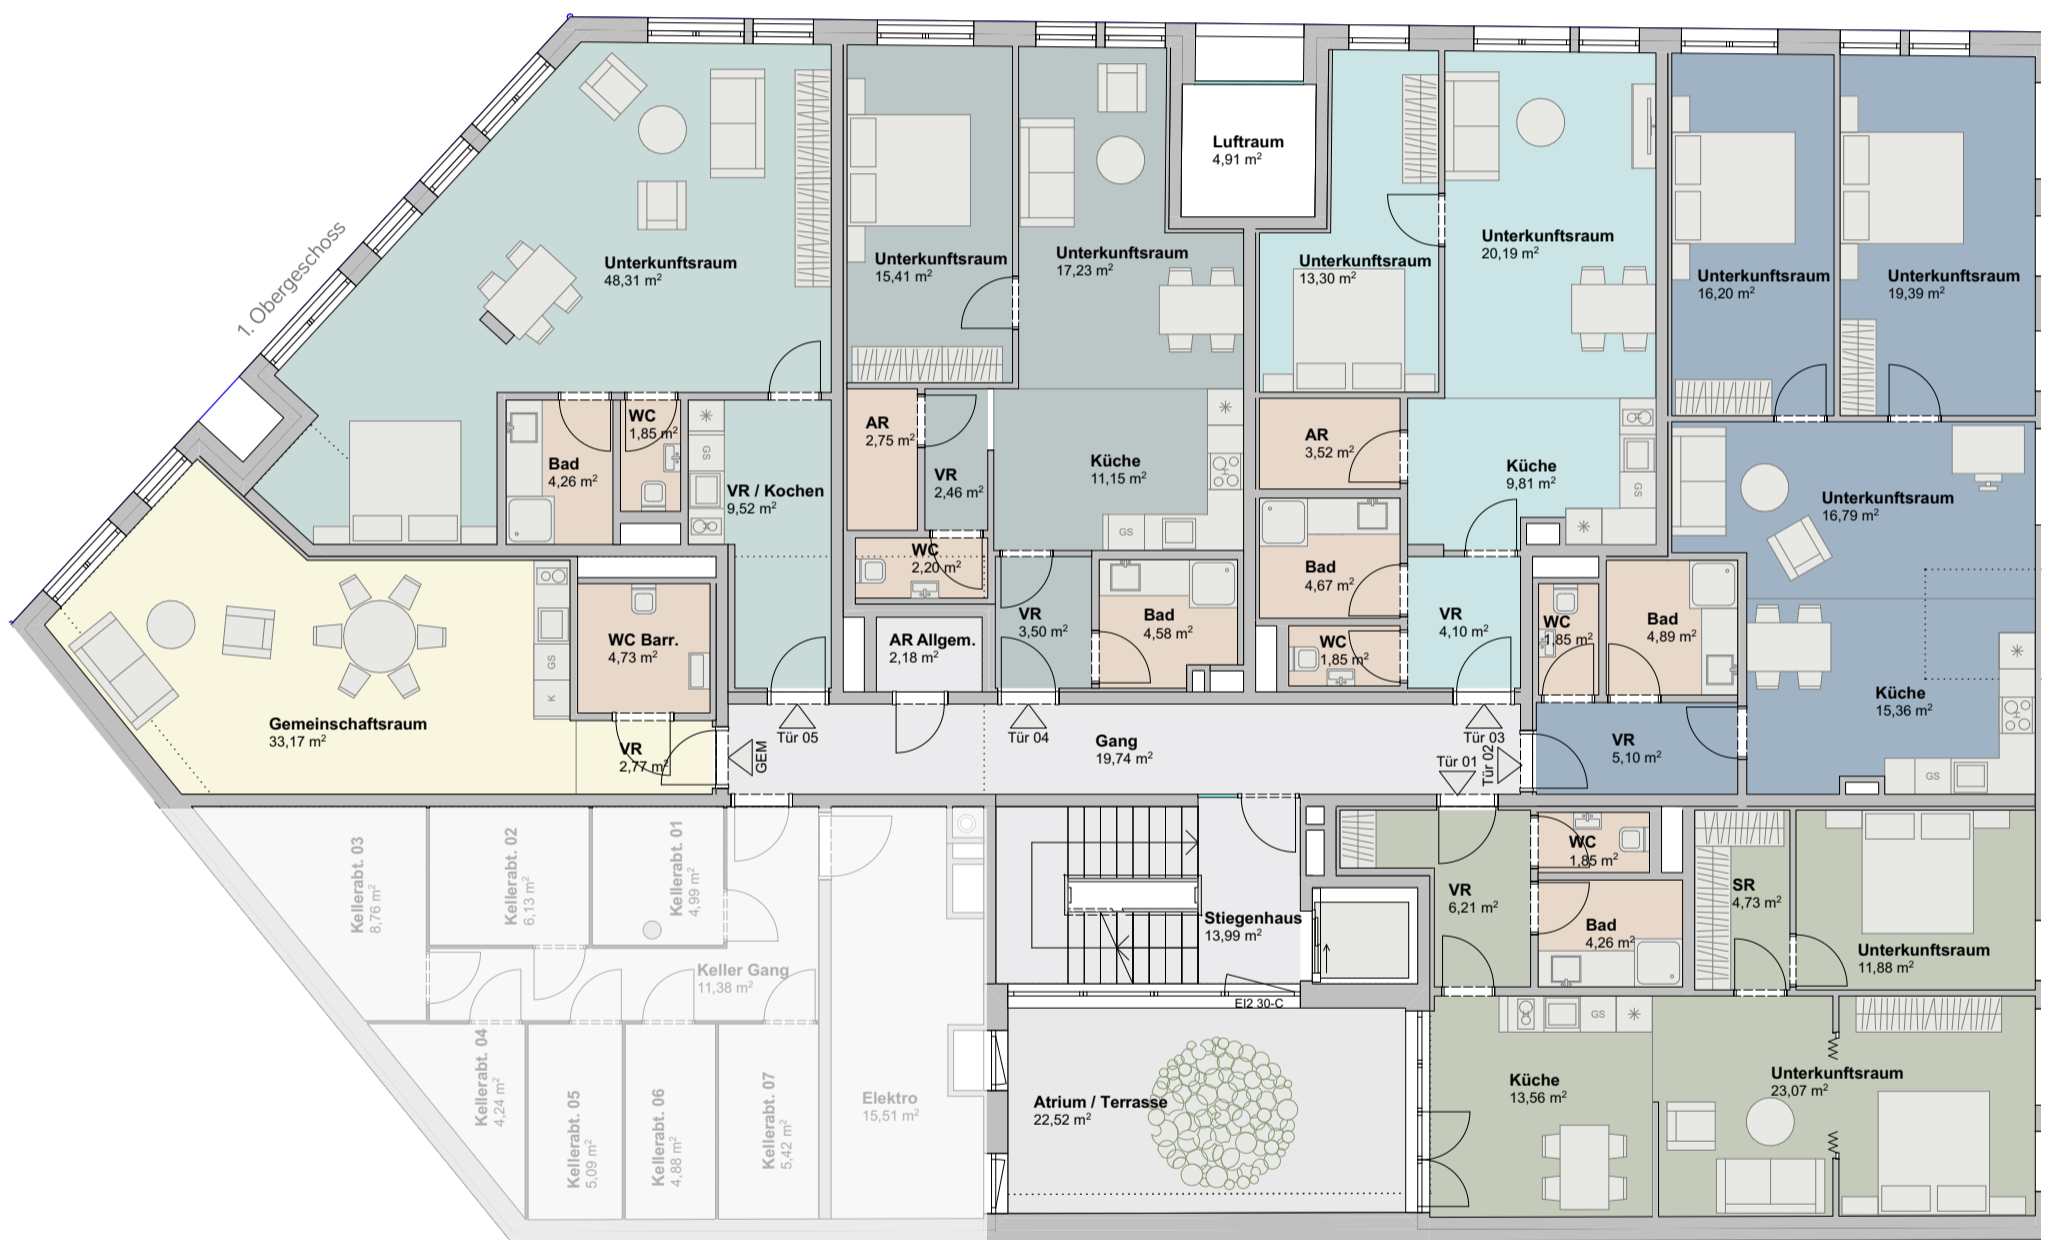 1. Obergeschoss
Unterkunftsraum
48,31 m²
Unterkunftsraum
15,41 m²
Unterkunftsraum
17,23 m²
Luftraum
4,91 m²
Unterkunftsraum
13,30 m²
Unterkunftsraum
20,19 m²
Unterkunftsraum
16,20 m²
Unterkunftsraum
19,39 m²
Bad
4,26 m²
WC
1,85 m²
GS
VR / Kochen
9,52 m²
AR
2,75 m²
VR
2,46 m²
Küche
11,15 m²
GS
WC
2,20 m²
AR
3,52 m²
Küche
9,81 m²
GS
Bad
4,67 m²
Unterkunftsraum
16,79 m²
WC Barr.
4,73 m²
AR Allgem.
2,18 m²
VR
3,50 m²
Bad
4,58 m²
WC
1,85 m²
VR
4,10 m²
WC
1,85 m²
Bad
4,89 m²
Küche
15,36 m²
GS
GS
K
Gemeinschaftsraum
33,17 m²
VR
2,77 m²
GEM
Tür 05
Tür 04
Gang
19,74 m²
Tür 03
Tür 01
Tür 02
VR
5,10 m²
Kellerabt. 03
8,76 m²
Kellerabt. 02
6,13 m²
Kellerabt. 01
4,99 m²
Keller Gang
11,38 m²
Stiegenhaus
13,99 m²
EI2 30-C
VR
6,21 m²
WC
1,85 m²
Bad
4,26 m²
SR
4,73 m²
Unterkunftsraum
11,88 m²
Kellerabt. 04
4,24 m²
Kellerabt. 05
5,09 m²
Kellerabt. 06
4,88 m²
Kellerabt. 07
5,42 m²
Elektro
15,51 m²
Atrium / Terrasse
22,52 m²
GS
Küche
13,56 m²
Unterkunftsraum
23,07 m²